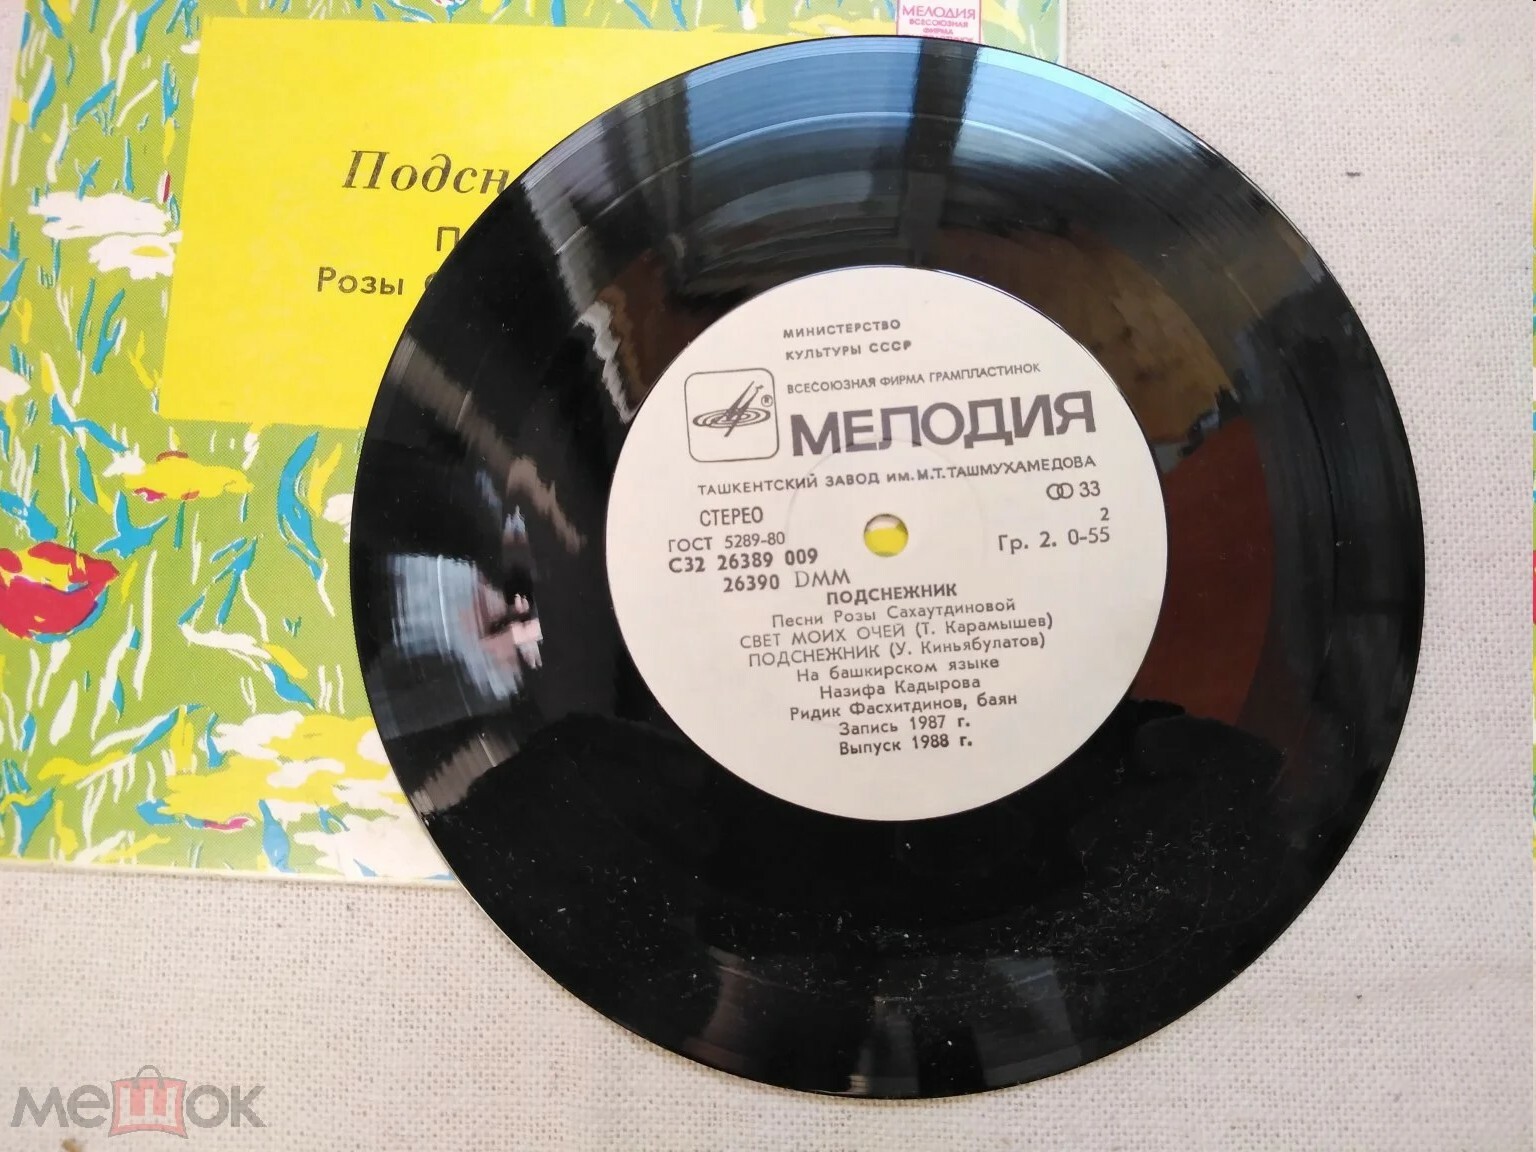 МЕЛОДИЯ
ВСЕСОЮЗНАЯ
ФИРМА
Подсн
П
Розы
МИНИСТЕРСТВО
КУЛЬТУРЫ СССР
ВСЕСОЮЗНАЯ ФИРМА ГРАМПЛАСТИНОК
МЕЛОДИЯ
ТАШКЕНТСКИЙ ЗАВОД ИМ. М.Т. ТАШМУХАМЕДОВА
СТЕРЕО
33
ГОСТ 5289-80
2
С32 26389 009
Гр. 2. 0-55
26390 DMM
ПОДСНЕЖНИК
Песни Розы Сахаутдиновой
СВЕТ МОИХ ОЧЕЙ (Т. Карамышев)
ПОДСНЕЖНИК (У. Киньябулатов)
На башкирском языке
Назифа Кадырова
Ридик Фасхитдинов, баян
Запись 1987 г.
Выпуск 1988 г.
мешок